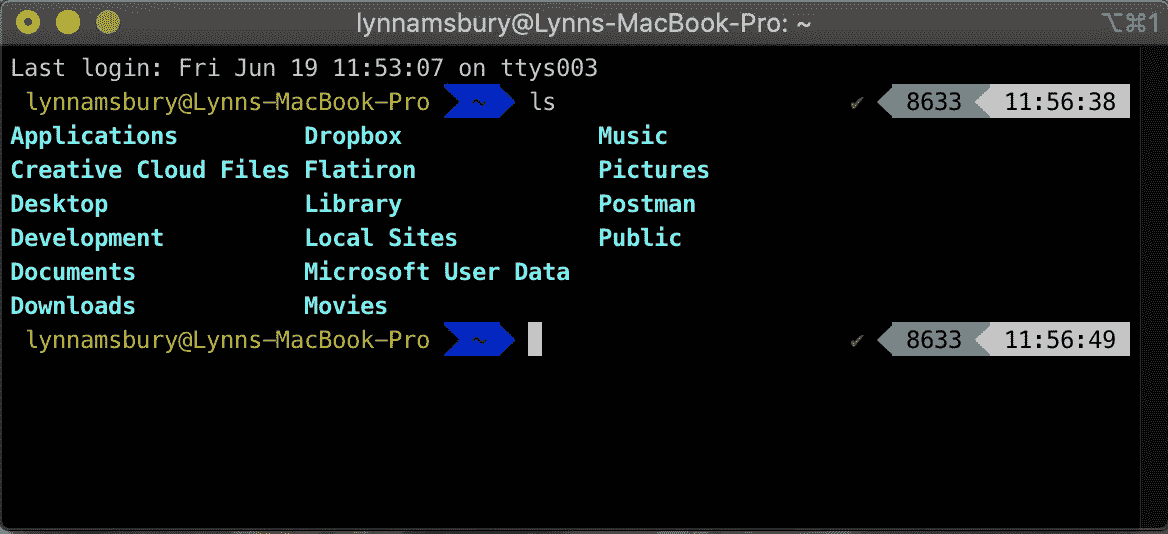 lynnamsbury@Lynns-MacBook-Pro: ~ ⌥⌘1
Last login: Fri Jun 19 11:53:07 on ttys003
lynnamsbury@Lynns-MacBook-Pro ~ ls ✓ 8633 11:56:38
Applications Dropbox Music
Creative Cloud Files Flatiron Pictures
Desktop Library Postman
Development Local Sites Public
Documents Microsoft User Data
Downloads Movies
lynnamsbury@Lynns-MacBook-Pro ~ ✓ 8633 11:56:49